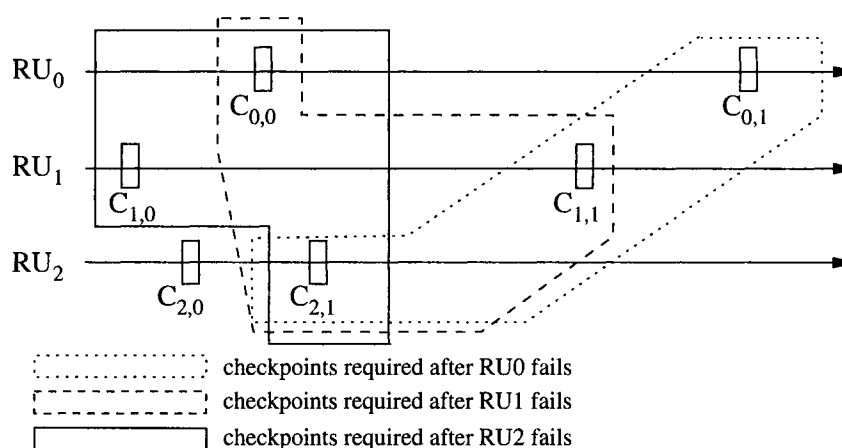 RU0
C0,0
C0,1
RU1
C1,0
C1,1
RU2
C2,0
C2,1
checkpoints required after RU0 fails
checkpoints required after RU1 fails
checkpoints required after RU2 fails